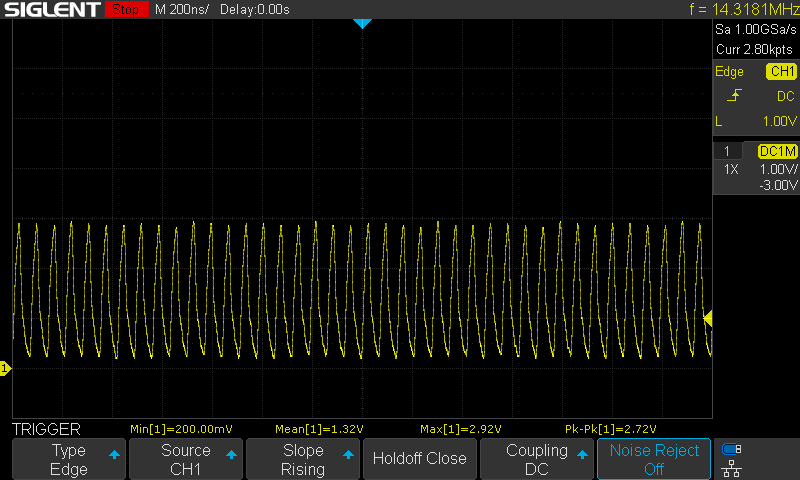 SIGLENT Stop M 200ns/ Delay:0.00s f = 14.3181MHz
Sa 1.00GSa/s
Curr 2.80kpts
Edge CH1
DC
L 1.00V
1 DC1M
1X 1.00V/
-3.00V
1
TRIGGER Min[1]=200.00mV Mean[1]=1.32V Max[1]=2.92V Pk-Pk[1]=2.72V
Type Source Slope Holdoff Close Coupling Noise Reject
Edge CH1 Rising DC Off